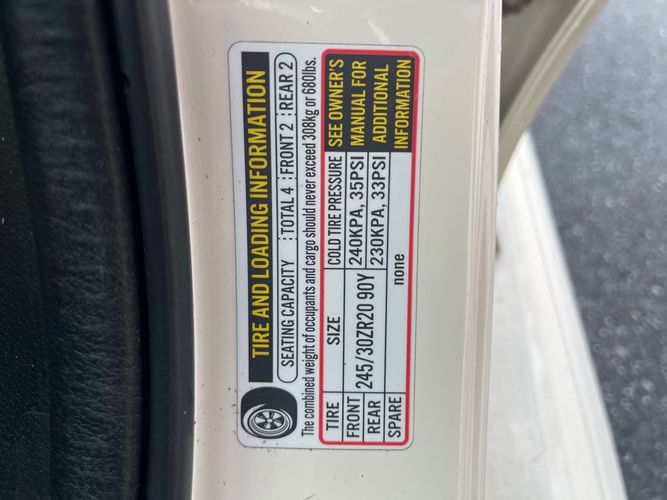 TIRE AND LOADING INFORMATION
SEATING CAPACITY TOTAL 4 FRONT 2 REAR 2
The combined weight of occupants and cargo should never exceed 308kg or 680lbs.
TIRE SIZE COLD TIRE PRESSURE
FRONT 245/30ZR20 90Y 240KPA, 35PSI
REAR 230KPA, 33PSI
SPARE none
SEE OWNER'S
MANUAL FOR
ADDITIONAL
INFORMATION